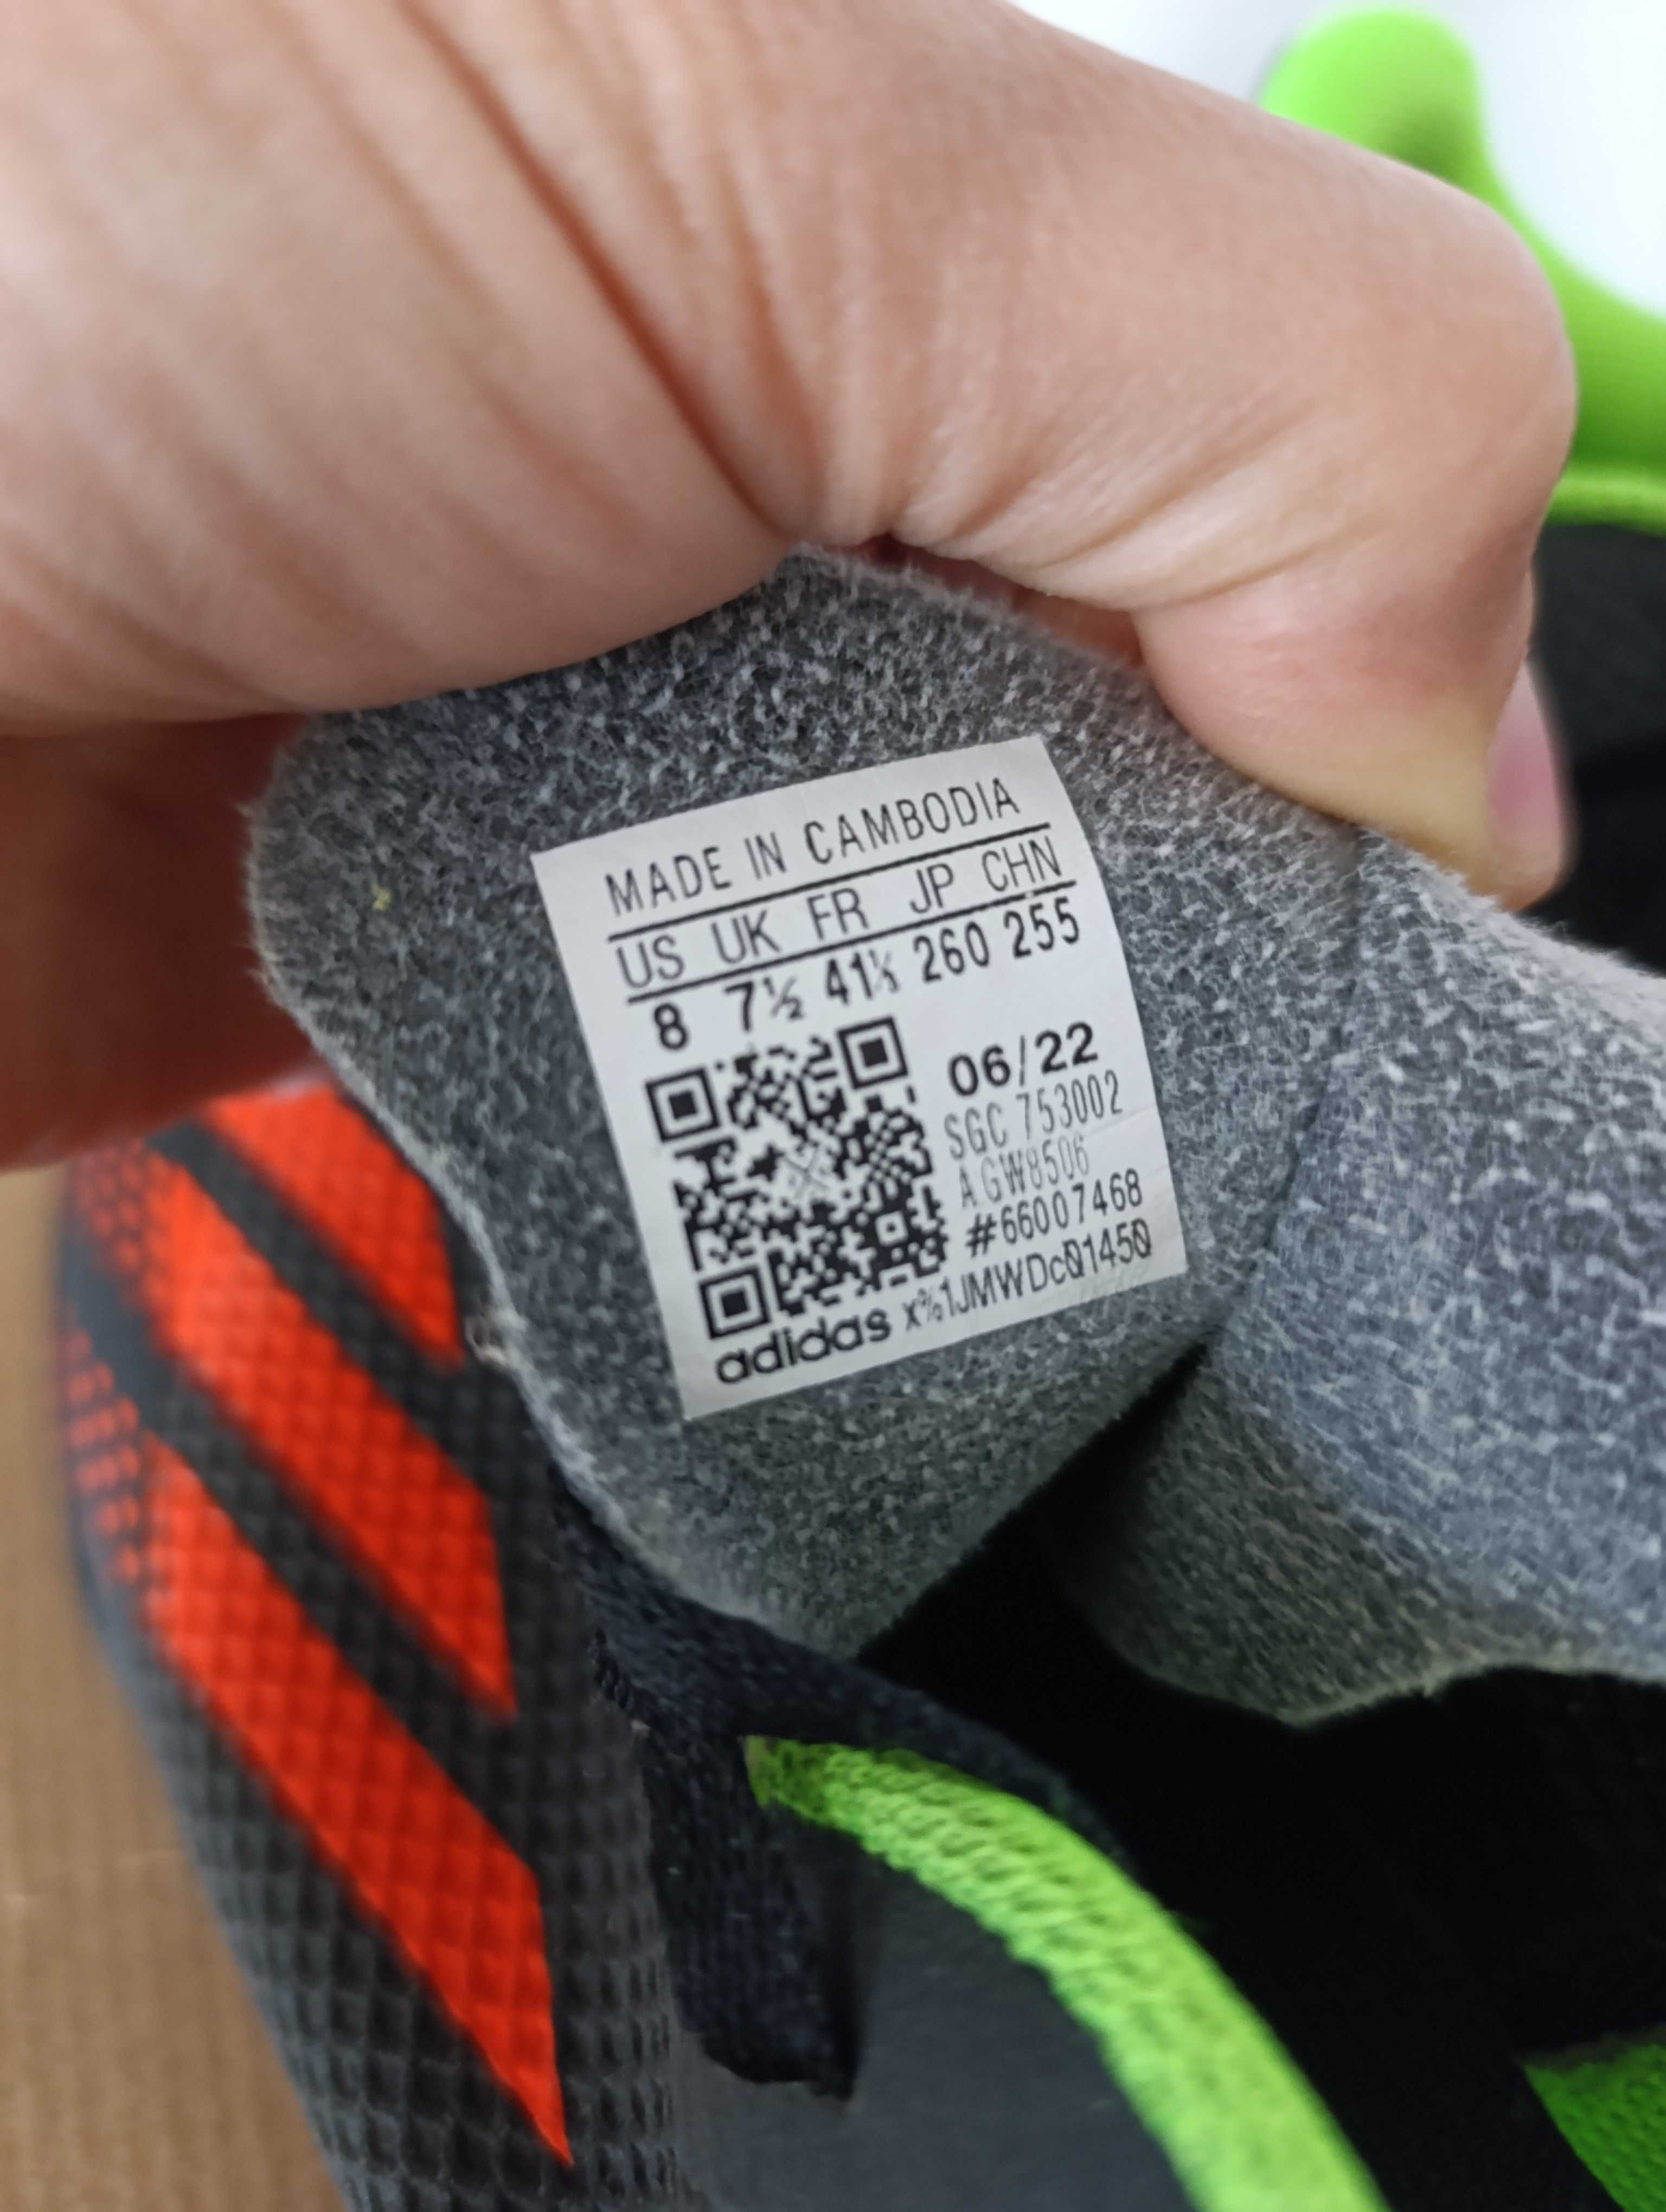 MADE IN CAMBODIA
US UK FR JP CHN
8 7½ 41⅓ 260 255
06/22
SGC 753002
A GW8506
#66007468
adidas x%1JMWDcQ1450